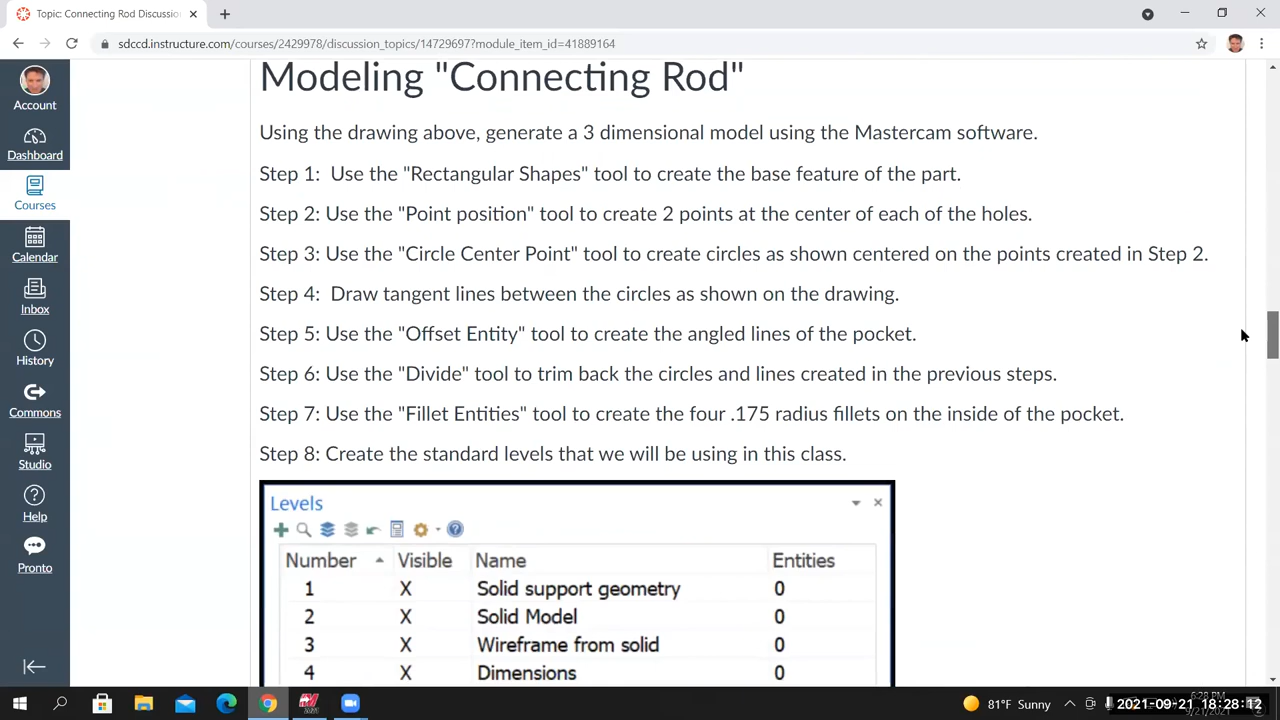 Topic: Connecting Rod Discussio
sdccd.instructure.com/courses/2429978/discussion_topics/14729697?module_item_id=41889164
Account
Dashboard
Courses
Calendar
Inbox
History
Commons
Studio
Help
Pronto
Modeling "Connecting Rod"
Using the drawing above, generate a 3 dimensional model using the Mastercam software.
Step 1: Use the "Rectangular Shapes" tool to create the base feature of the part.
Step 2: Use the "Point position" tool to create 2 points at the center of each of the holes.
Step 3: Use the "Circle Center Point" tool to create circles as shown centered on the points created in Step 2.
Step 4: Draw tangent lines between the circles as shown on the drawing.
Step 5: Use the "Offset Entity" tool to create the angled lines of the pocket.
Step 6: Use the "Divide" tool to trim back the circles and lines created in the previous steps.
Step 7: Use the "Fillet Entities" tool to create the four .175 radius fillets on the inside of the pocket.
Step 8: Create the standard levels that we will be using in this class.
Levels
Number Visible Name Entities
1 X Solid support geometry 0
2 X Solid Model 0
3 X Wireframe from solid 0
4 X Dimensions 0
81°F Sunny
6:28 PM
2021-09-21 18:28:12
9/21/2021